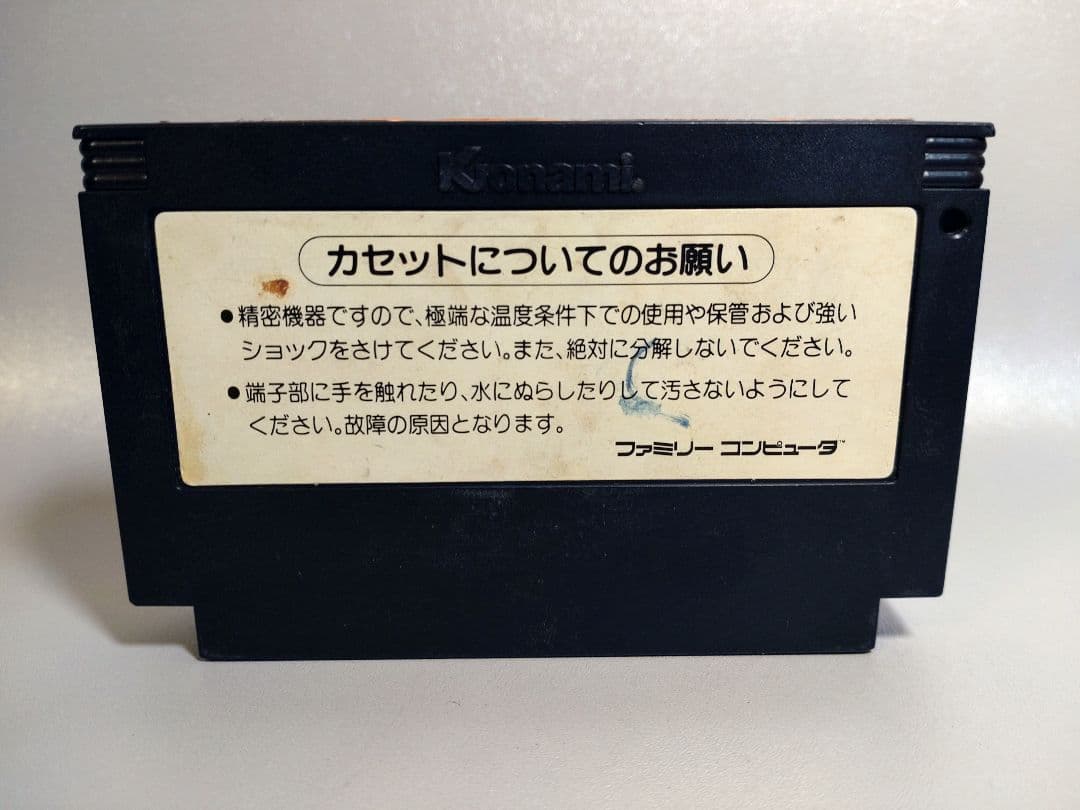 Konami.
カセットについてのお願い
●精密機器ですので、極端な温度条件下での使用や保管および強い
ショックをさけてください。また、絶対に分解しないでください。
●端子部に手を触れたり、水にぬらしたりして汚さないようにして
ください。故障の原因となります。
ファミリーコンピュータ™